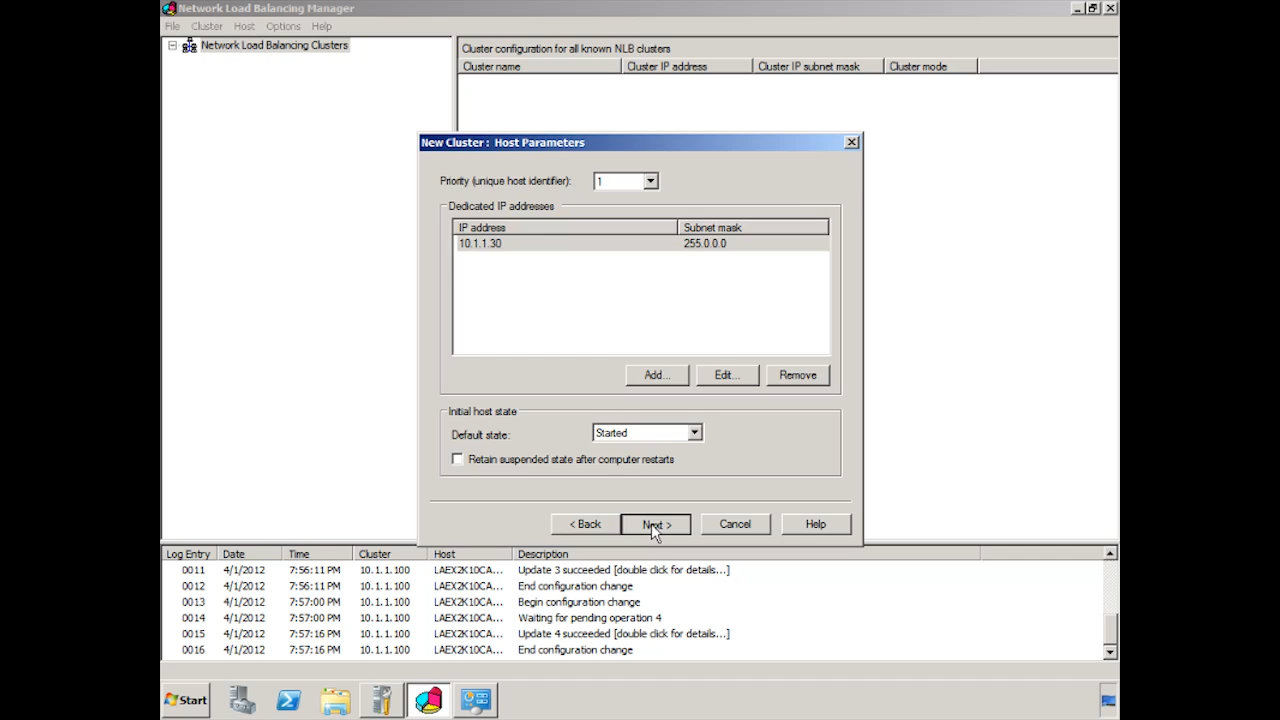 Network Load Balancing Manager
File Cluster Host Options Help
Network Load Balancing Clusters
Cluster configuration for all known NLB clusters
Cluster name Cluster IP address Cluster IP subnet mask Cluster mode
New Cluster : Host Parameters
Priority (unique host identifier): 1
Dedicated IP addresses
IP address Subnet mask
10.1.1.30 255.0.0.0
Add... Edit... Remove
Initial host state
Default state: Started
Retain suspended state after computer restarts
< Back Next > Cancel Help
Log Entry Date Time Cluster Host Description
0011 4/1/2012 7:56:11 PM 10.1.1.100 LAEX2K10CA... Update 3 succeeded [double click for details...]
0012 4/1/2012 7:56:11 PM 10.1.1.100 LAEX2K10CA... End configuration change
0013 4/1/2012 7:57:00 PM 10.1.1.100 LAEX2K10CA... Begin configuration change
0014 4/1/2012 7:57:00 PM 10.1.1.100 LAEX2K10CA... Waiting for pending operation 4
0015 4/1/2012 7:57:16 PM 10.1.1.100 LAEX2K10CA... Update 4 succeeded [double click for details...]
0016 4/1/2012 7:57:16 PM 10.1.1.100 LAEX2K10CA... End configuration change
Start